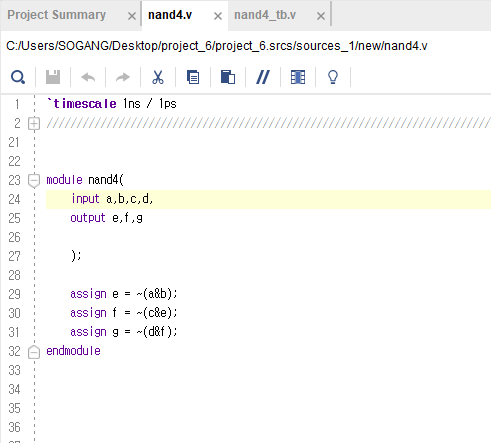 Project Summary × nand4.v × nand4_tb.v ×
C:/Users/SOGANG/Desktop/project_6/project_6.srcs/sources_1/new/nand4.v
1 `timescale 1ns / 1ps
2 //////////////////////////////////////////////////////////////////////////
21
22
23 module nand4(
24 input a,b,c,d,
25 output e,f,g
26
27 );
28
29 assign e = ~(a&b);
30 assign f = ~(c&e);
31 assign g = ~(d&f);
32 endmodule
33
34
35
36